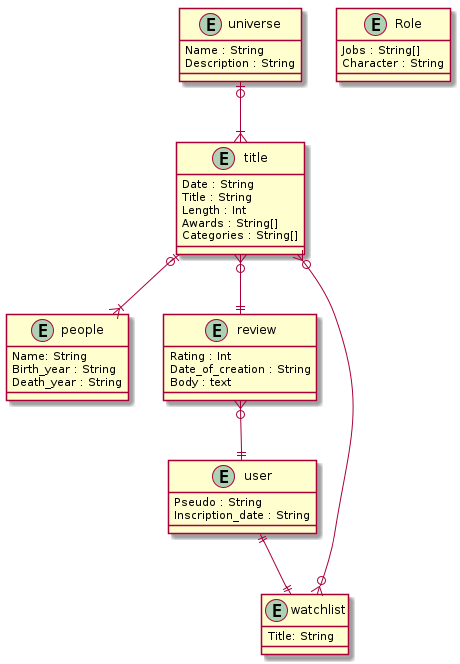 E universe
Name : String
Description : String
E Role
Jobs : String[]
Character : String
E title
Date : String
Title : String
Length : Int
Awards : String[]
Categories : String[]
E people
Name: String
Birth_year : String
Death_year : String
E review
Rating : Int
Date_of_creation : String
Body : text
E user
Pseudo : String
Inscription_date : String
E watchlist
Title: String